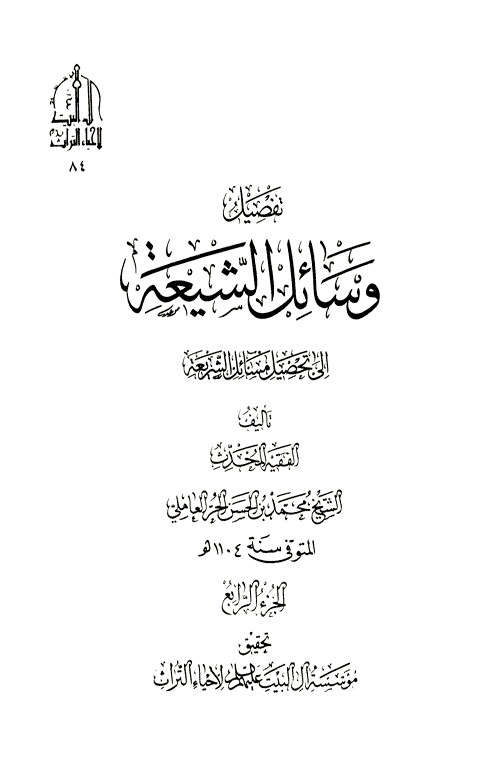 آل البيت
لإحياء التراث
٨٤
تفصيل
وسائل الشيعة
إلى تحصيل مسائل الشريعة
تأليف
الفقيه المحدث
الشيخ محمد بن الحسن الحر العاملي
المتوفى سنة ١١٠٤ هـ
الجزء الرابع
تحقيق
مؤسسة آل البيت عليهم السلام لإحياء التراث